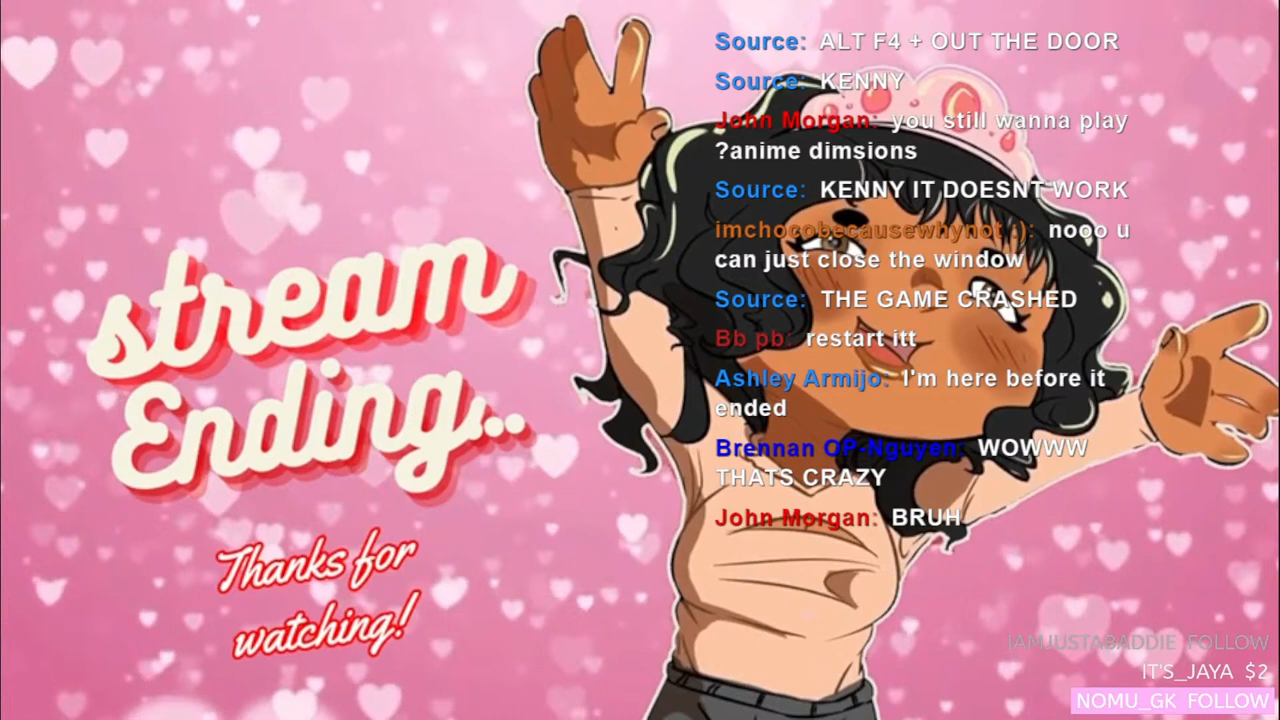 stream
Ending..
Thanks for
watching!
Source: ALT F4 + OUT THE DOOR
Source: KENNY
John Morgan: you still wanna play
?anime dimsions
Source: KENNY IT DOESNT WORK
imchocobecausewhynot :): nooo u
can just close the window
Source: THE GAME CRASHED
Bb pb: restart itt
Ashley Armijo: I'm here before it
ended
Brennan OP-Nguyen: WOWWW
THATS CRAZY
John Morgan: BRUH
IAMJUSTABADDIE FOLLOW
IT'S_JAYA $2
NOMU_GK FOLLOW